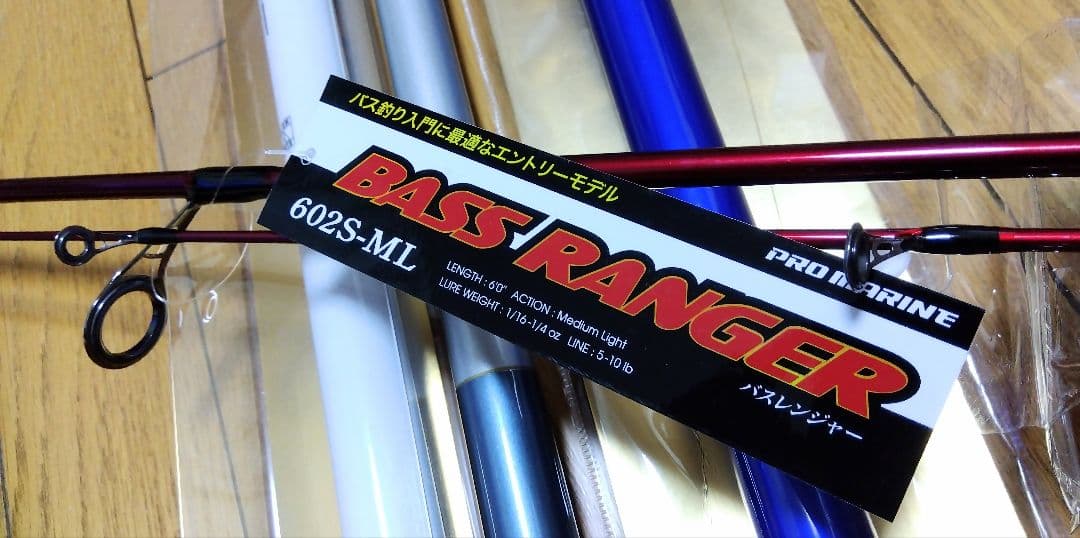 バス釣り入門に最適なエントリーモデル
BASS RANGER
602S-ML
PRO MARINE
LENGTH : 6'0" ACTION : Medium Light
LURE WEIGHT : 1/16-1/4 oz LINE : 5-10 lb
バスレンジャー